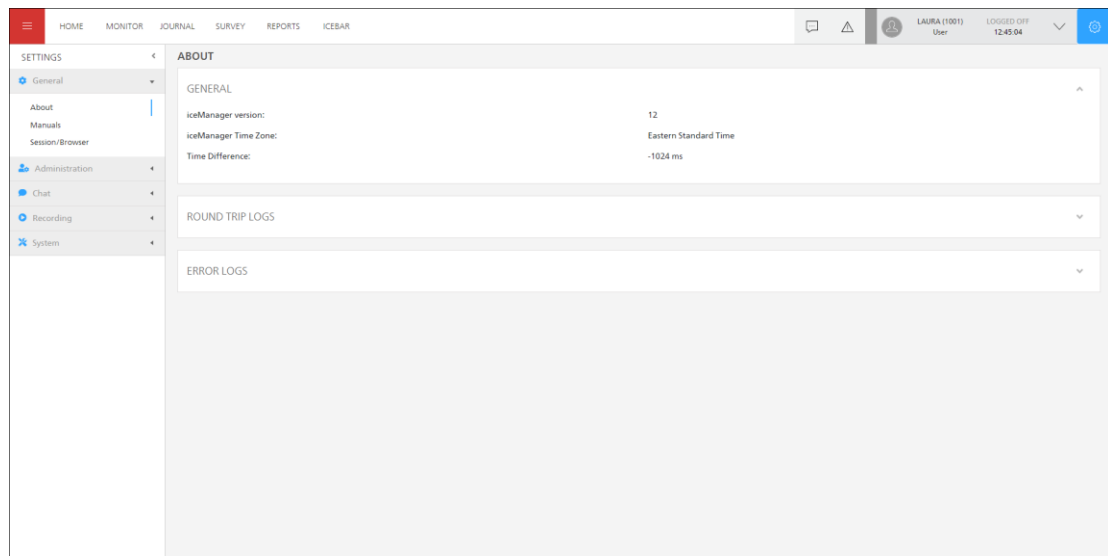 HOME MONITOR JOURNAL SURVEY REPORTS ICEBAR LAURA (1001) LOGGED OFF
User 12:45:04
SETTINGS ABOUT
General GENERAL
About iceManager version: 12
Manuals iceManager Time Zone: Eastern Standard Time
Session/Browser Time Difference: -1024 ms
Administration
Chat
Recording ROUND TRIP LOGS
System
ERROR LOGS